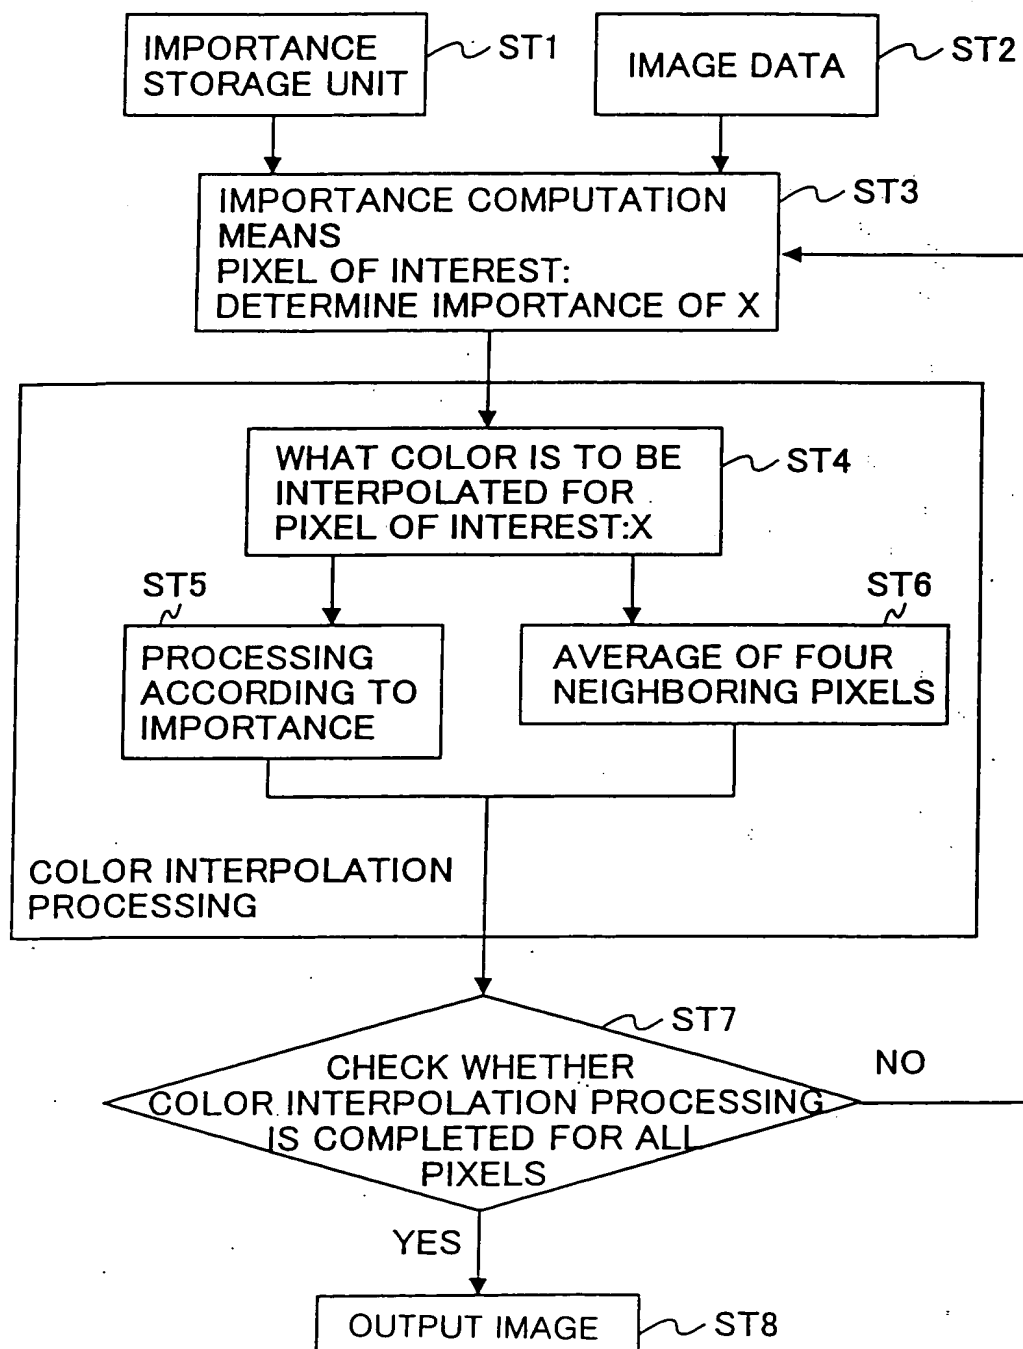 IMPORTANCE
STORAGE UNIT
ST1
IMAGE DATA
ST2
IMPORTANCE COMPUTATION
MEANS
PIXEL OF INTEREST:
DETERMINE IMPORTANCE OF X
ST3
WHAT COLOR IS TO BE
INTERPOLATED FOR
PIXEL OF INTEREST:X
ST4
ST5
PROCESSING
ACCORDING TO
IMPORTANCE
ST6
AVERAGE OF FOUR
NEIGHBORING PIXELS
COLOR INTERPOLATION
PROCESSING
ST7
CHECK WHETHER
COLOR INTERPOLATION PROCESSING
IS COMPLETED FOR ALL
PIXELS
NO
YES
OUTPUT IMAGE
ST8